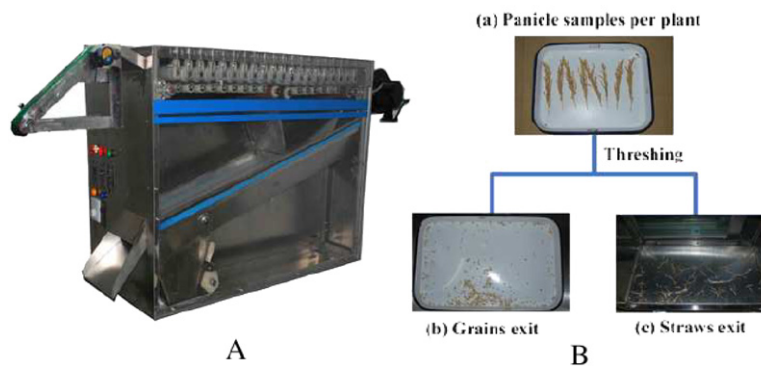 (a) Panicle samples per plant
Threshing
(b) Grains exit
(c) Straws exit
A
B